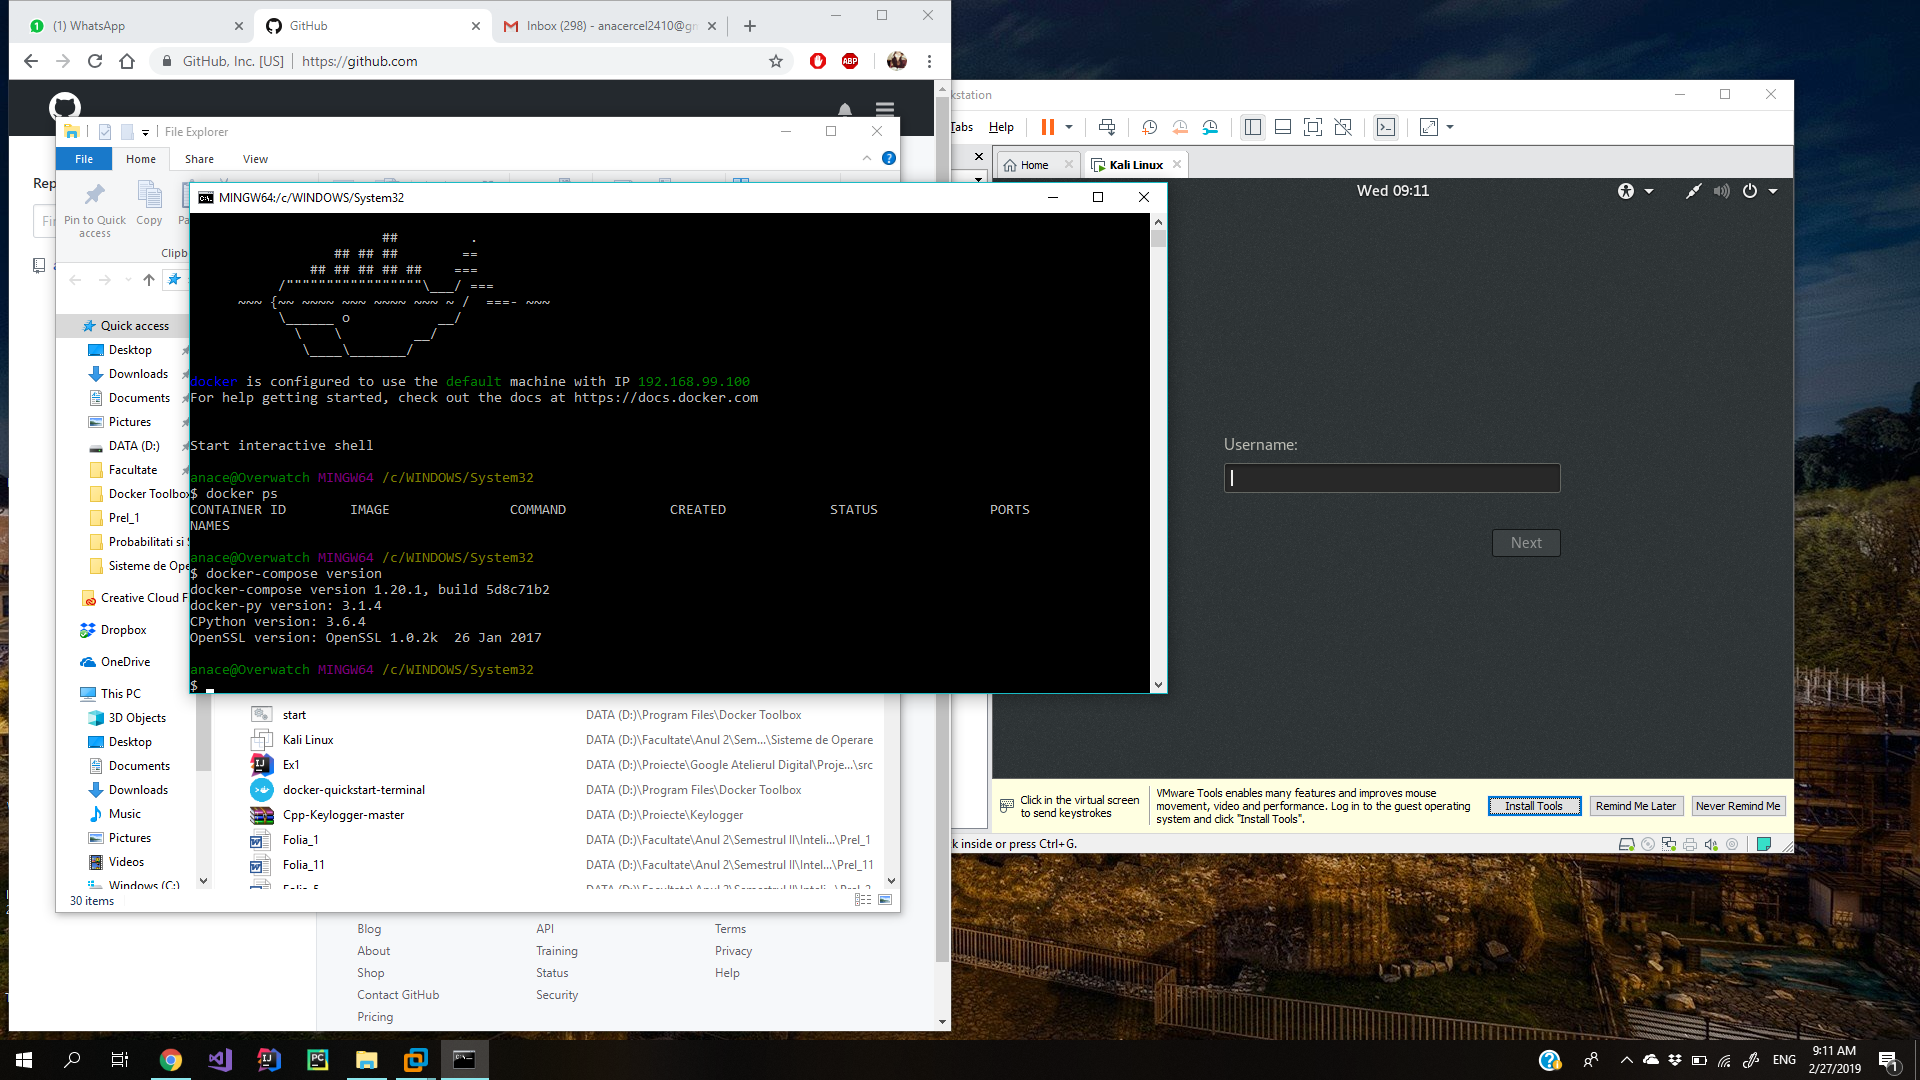 (1) WhatsApp
GitHub
Inbox (298) - anacercel2410@gm
GitHub, Inc. [US] | https://github.com
ABP
File Explorer
File Home Share View
Pin to Quick access
Copy
Clipb
Rep
Quick access
Desktop
Downloads
Documents
Pictures
DATA (D:)
Facultate
Docker Toolbox
Prel_1
Probabilitati si S
Sisteme de Ope
Creative Cloud F
Dropbox
OneDrive
This PC
3D Objects
Desktop
Documents
Downloads
Music
Pictures
Videos
Windows (C:)
start DATA (D:)\Program Files\Docker Toolbox
Kali Linux DATA (D:)\Facultate\Anul 2\Sem...\Sisteme de Operare
Ex1 DATA (D:)\Proiecte\Google Atelierul Digital\Proje...\src
docker-quickstart-terminal DATA (D:)\Program Files\Docker Toolbox
Cpp-Keylogger-master DATA (D:)\Proiecte\Keylogger
Folia_1 DATA (D:)\Facultate\Anul 2\Semestrul II\Inteli...\Prel_1
Folia_11 DATA (D:)\Facultate\Anul 2\Semestrul II\Intel...\Prel_11
30 items
MINGW64:/c/WINDOWS/System32
                        ##         .
                  ## ## ##        ==
               ## ## ## ## ##    ===
           /"""""""""""""""""\___/ ===
      ~~~ {~~ ~~~~ ~~~ ~~~~ ~~~ ~ /  ===- ~~~
           \______ o           __/
             \    \         __/
              \____\_______/
docker is configured to use the default machine with IP 192.168.99.100
For help getting started, check out the docs at https://docs.docker.com
Start interactive shell
anace@Overwatch MINGW64 /c/WINDOWS/System32
$ docker ps
CONTAINER ID IMAGE COMMAND CREATED STATUS PORTS
NAMES
anace@Overwatch MINGW64 /c/WINDOWS/System32
$ docker-compose version
docker-compose version 1.20.1, build 5d8c71b2
docker-py version: 3.1.4
CPython version: 3.6.4
OpenSSL version: OpenSSL 1.0.2k  26 Jan 2017
anace@Overwatch MINGW64 /c/WINDOWS/System32
$
Blog API Terms
About Training Privacy
Shop Status Help
Contact GitHub Security
Pricing
kstation
Tabs Help
Home Kali Linux
Wed 09:11
Username:
Next
Click in the virtual screen
to send keystrokes
VMware Tools enables many features and improves mouse
movement, video and performance. Log in to the guest operating
system and click "Install Tools".
Install Tools
Remind Me Later
Never Remind Me
k inside or press Ctrl+G.
ENG
9:11 AM
2/27/2019
1